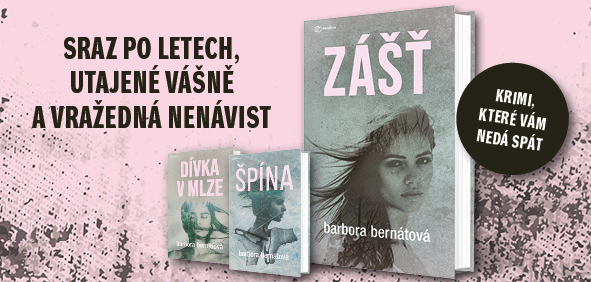 SRAZ PO LETECH,
UTAJENÉ VÁŠNĚ
A VRAŽEDNÁ NENÁVIST
DÍVKA
V MLZE
barbora bernátová
ŠPÍNA
barbora bernátová
ZÁŠŤ
barbora bernátová
KRIMI,
KTERÉ VÁM
NEDÁ SPÁT